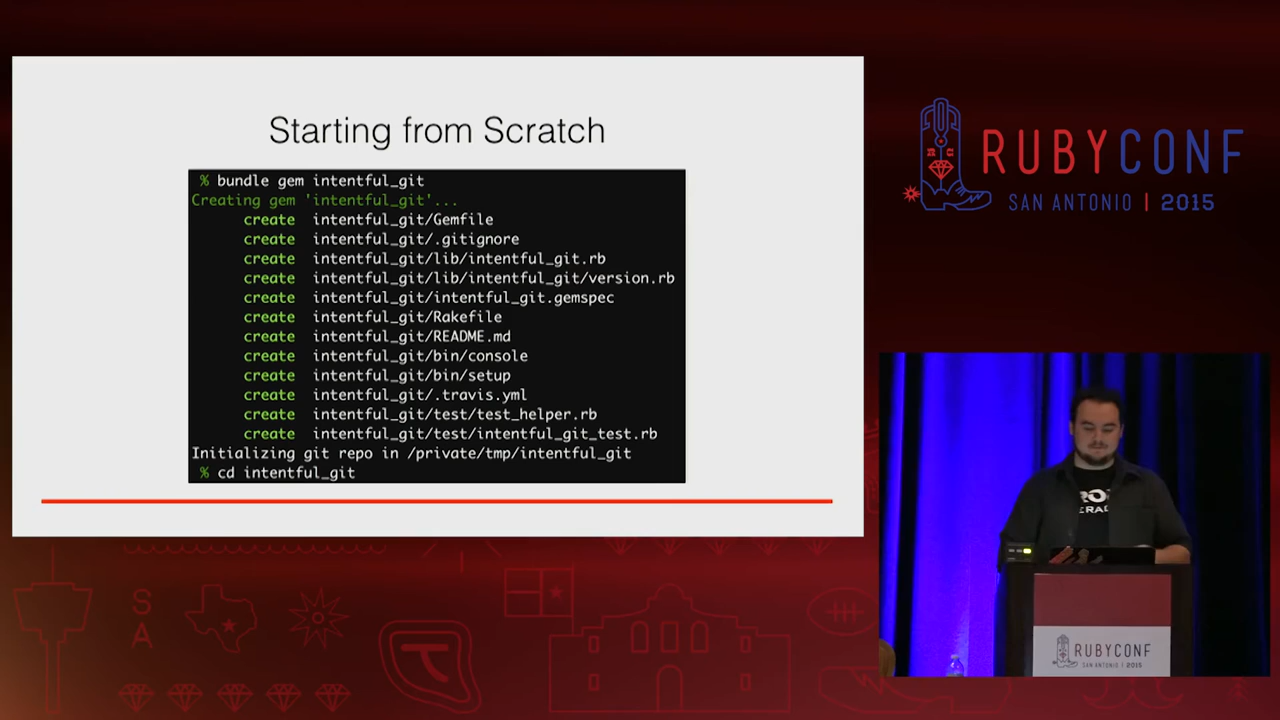 Starting from Scratch
% bundle gem intentful_git
Creating gem 'intentful_git'...
create intentful_git/Gemfile
create intentful_git/.gitignore
create intentful_git/lib/intentful_git.rb
create intentful_git/lib/intentful_git/version.rb
create intentful_git/intentful_git.gemspec
create intentful_git/Rakefile
create intentful_git/README.md
create intentful_git/bin/console
create intentful_git/bin/setup
create intentful_git/.travis.yml
create intentful_git/test/test_helper.rb
create intentful_git/test/intentful_git_test.rb
Initializing git repo in /private/tmp/intentful_git
% cd intentful_git
RUBYCONF
SAN ANTONIO | 2015
RUBYCONF
SAN ANTONIO | 2015
S
A